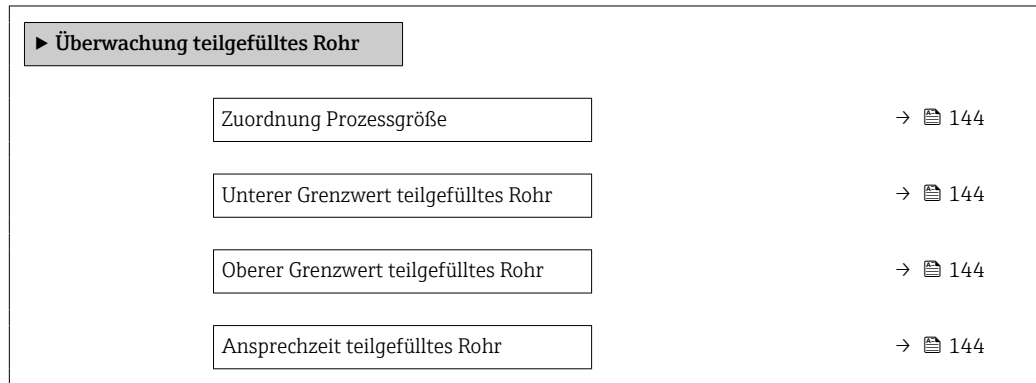 ▶ Überwachung teilgefülltes Rohr
Zuordnung Prozessgröße → 144
Unterer Grenzwert teilgefülltes Rohr → 144
Oberer Grenzwert teilgefülltes Rohr → 144
Ansprechzeit teilgefülltes Rohr → 144